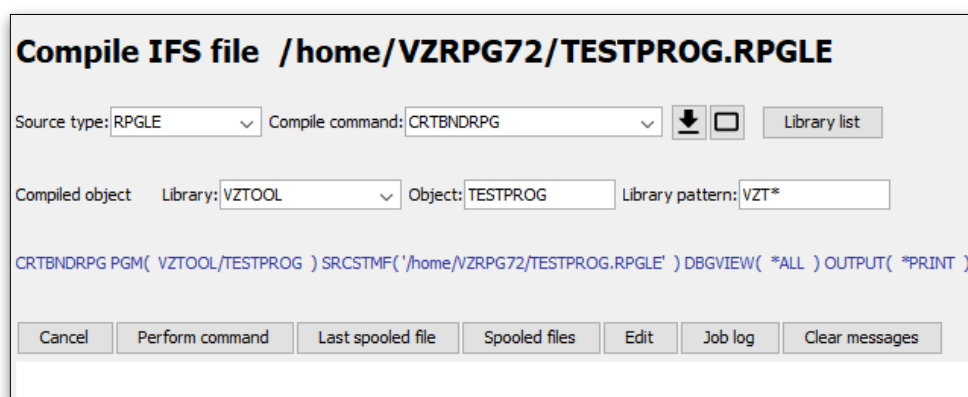 Compile IFS file /home/VZRPG72/TESTPROG.RPGLE
Source type: RPGLE Compile command: CRTBNDRPG Library list
Compiled object Library: VZTOOL Object: TESTPROG Library pattern: VZT*
CRTBNDRPG PGM( VZTOOL/TESTPROG ) SRCSTMF('/home/VZRPG72/TESTPROG.RPGLE' ) DBGVIEW( *ALL ) OUTPUT( *PRINT )
Cancel Perform command Last spooled file Spooled files Edit Job log Clear messages